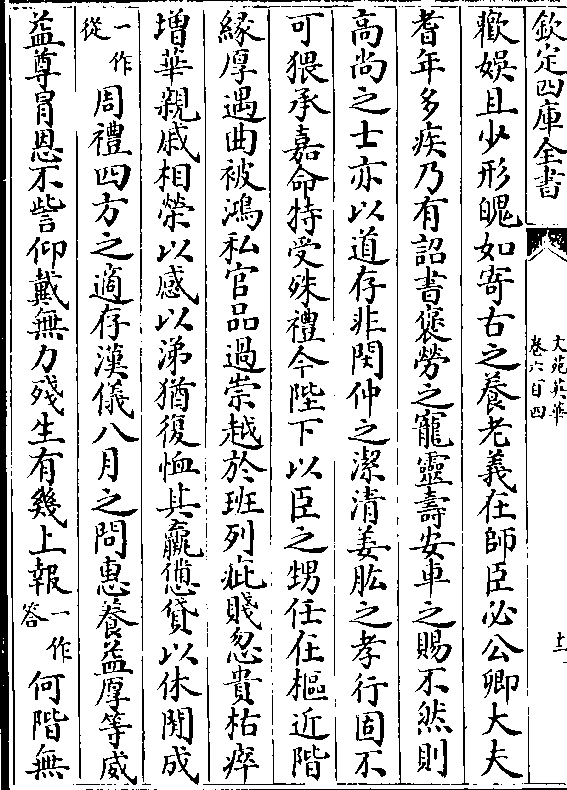 欽定四庫全書
文苑英華
卷六百四
十一
歡娛且少形魄如寄古之養老義在師臣必公卿大夫
耆年多疾乃有詔書褒勞之寵靈壽安車之賜不然則
高尚之士亦以道存非閔仲之潔清姜肱之孝行固不
可猥承嘉命特受殊禮今陛下以臣之甥任在樞近階
緣厚遇曲被鴻私官品過崇越於班列疵賤忽貴枯瘁
增華親戚相榮以感以涕猶復恤其羸憊貸以休閑成
一作從周禮四方之適存漢儀八月之問惠養益厚等威
益尊冐恩不訾仰戴無力殘生有幾上報一作答何階無